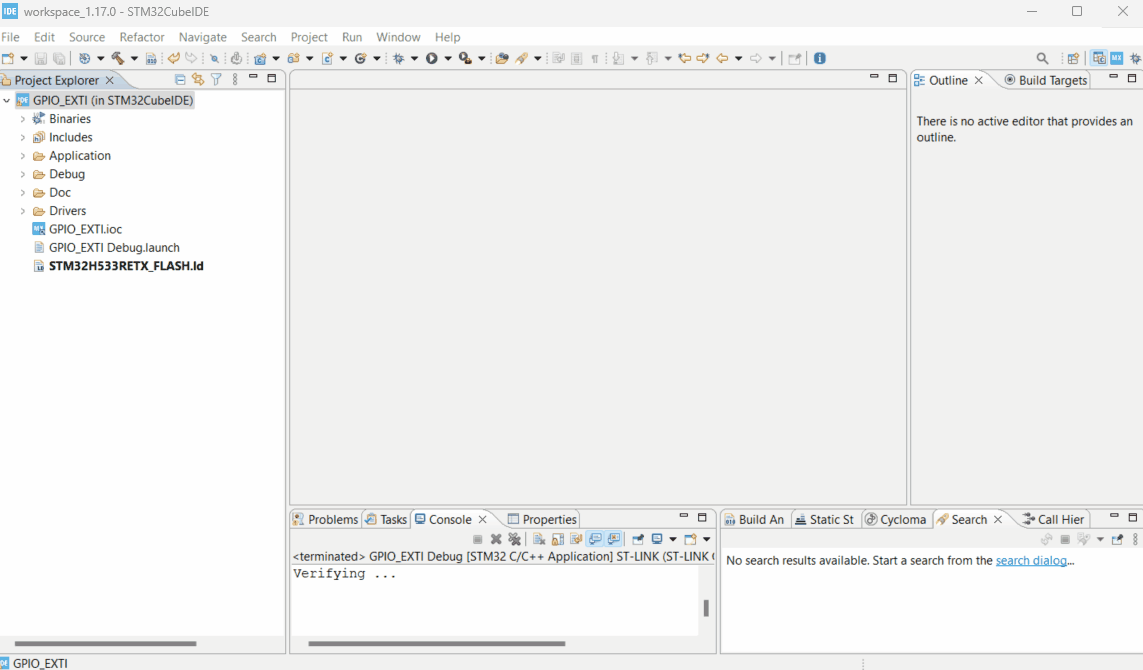 IDE workspace_1.17.0 - STM32CubeIDE
File Edit Source Refactor Navigate Search Project Run Window Help
Project Explorer
GPIO_EXTI (in STM32CubeIDE)
Binaries
Includes
Application
Debug
Doc
Drivers
GPIO_EXTI.ioc
GPIO_EXTI Debug.launch
STM32H533RETX_FLASH.ld
Outline Build Targets
There is no active editor that provides an
outline.
Problems Tasks Console Properties
<terminated> GPIO_EXTI Debug [STM32 C/C++ Application] ST-LINK (ST-LINK
Verifying ...
Build An Static St Cycloma Search Call Hier
No search results available. Start a search from the search dialog...
GPIO_EXTI